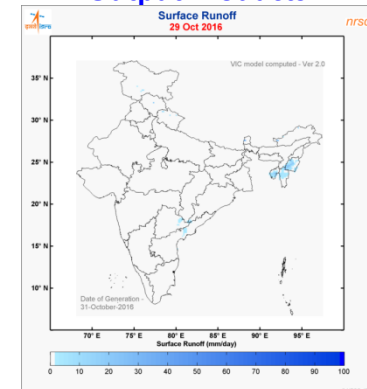 Surface Runoff
29 Oct 2016
nrsc
VIC model computed - Ver 2.0
35° N
30° N
25° N
20° N
15° N
10° N
Date of Generation -
31-October-2016
70° E 75° E 80° E 85° E 90° E 95° E
Surface Runoff (mm/day)
0 10 20 30 40 50 60 70 80 90 100